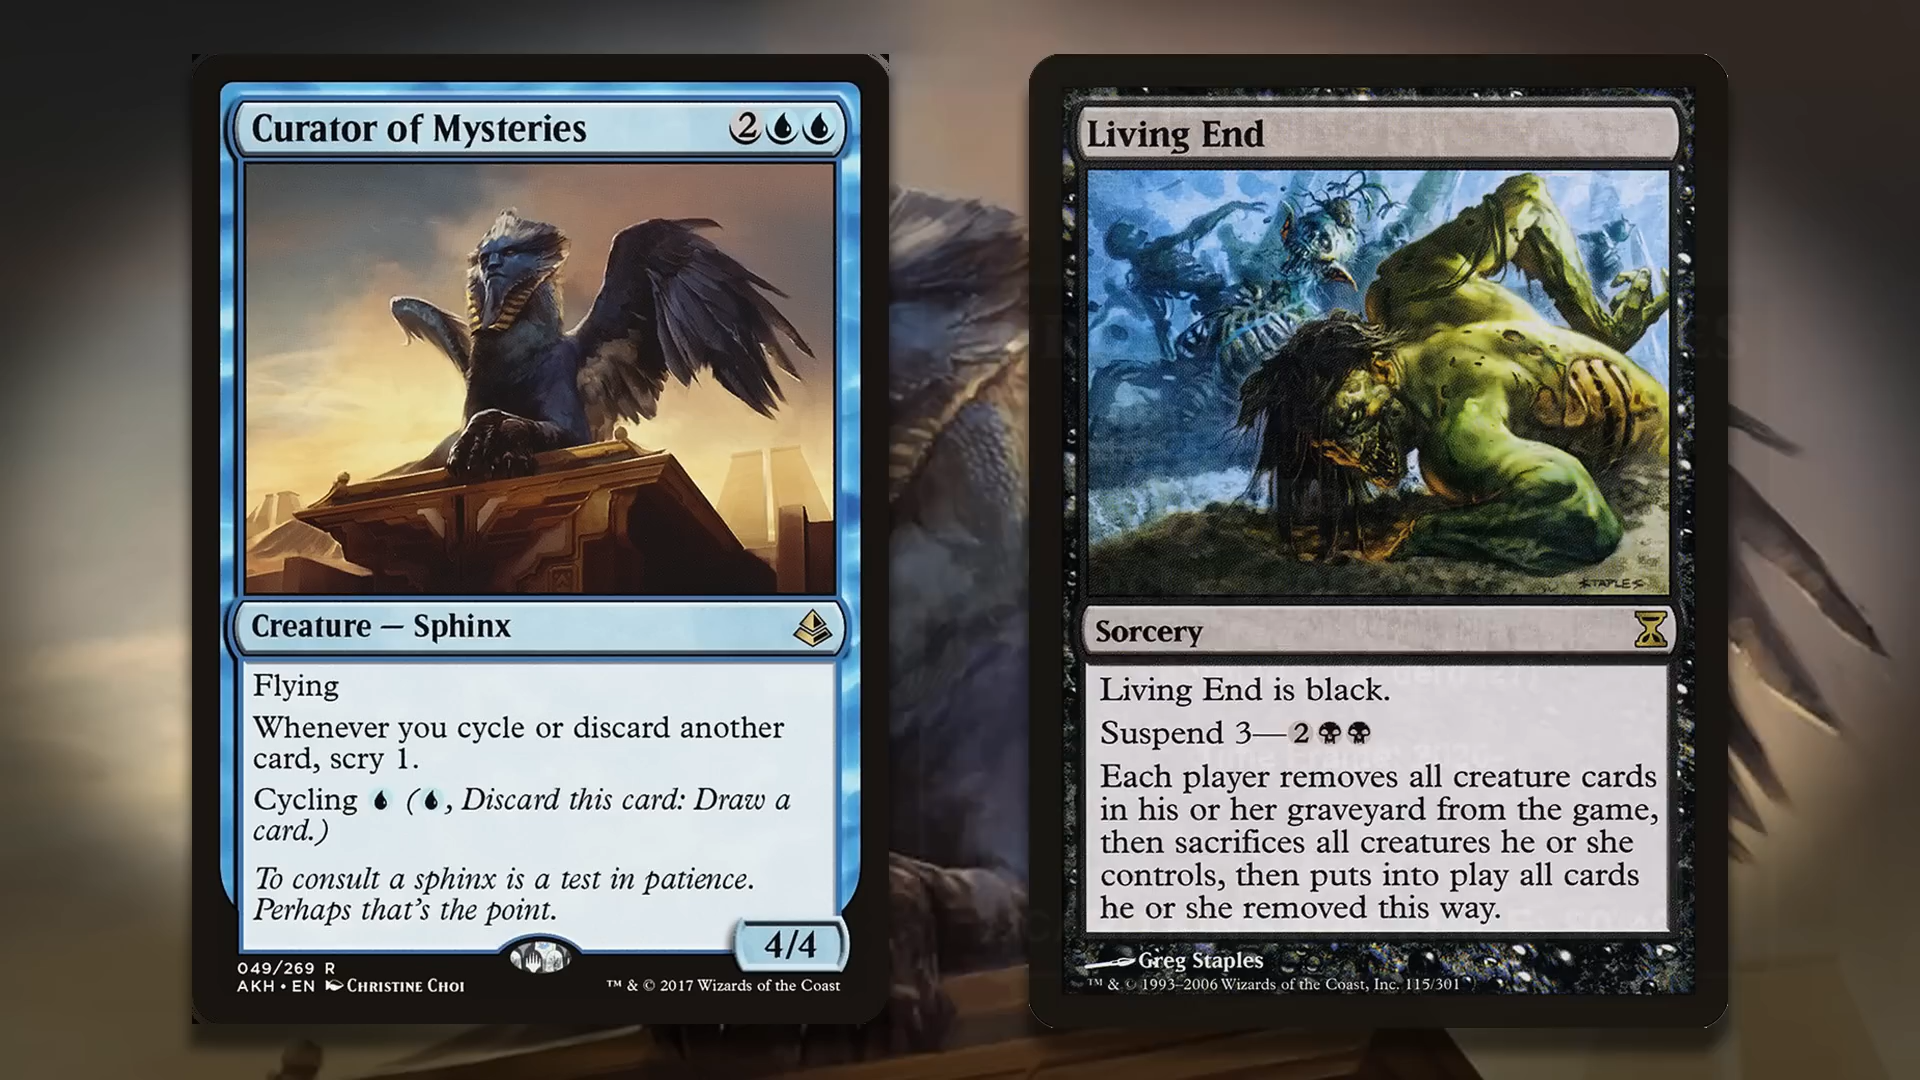 Curator of Mysteries 2
Creature — Sphinx
Flying
Whenever you cycle or discard another
card, scry 1.
Cycling ( , Discard this card: Draw a
card.)
To consult a sphinx is a test in patience.
Perhaps that's the point.
4/4
049/269 R
AKH • EN CHRISTINE CHOI
™ & © 2017 Wizards of the Coast
Living End
STAPLES
Sorcery
Living End is black.
Suspend 3—2
Each player removes all creature cards
in his or her graveyard from the game,
then sacrifices all creatures he or she
controls, then puts into play all cards
he or she removed this way.
Greg Staples
™ & © 1993–2006 Wizards of the Coast, Inc. 115/301